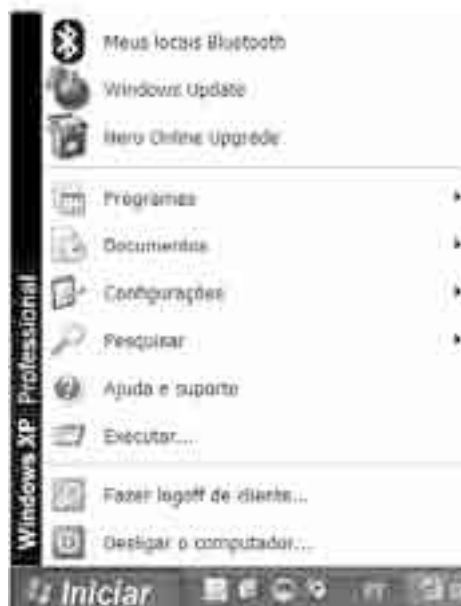 Meus locais Bluetooth
Windows Update
Nero Online Upgrade
Programas
Documentos
Configurações
Pesquisar
Ajuda e suporte
Executar...
Fazer logoff de cliente...
Desligar o computador...
Windows XP Professional
Iniciar